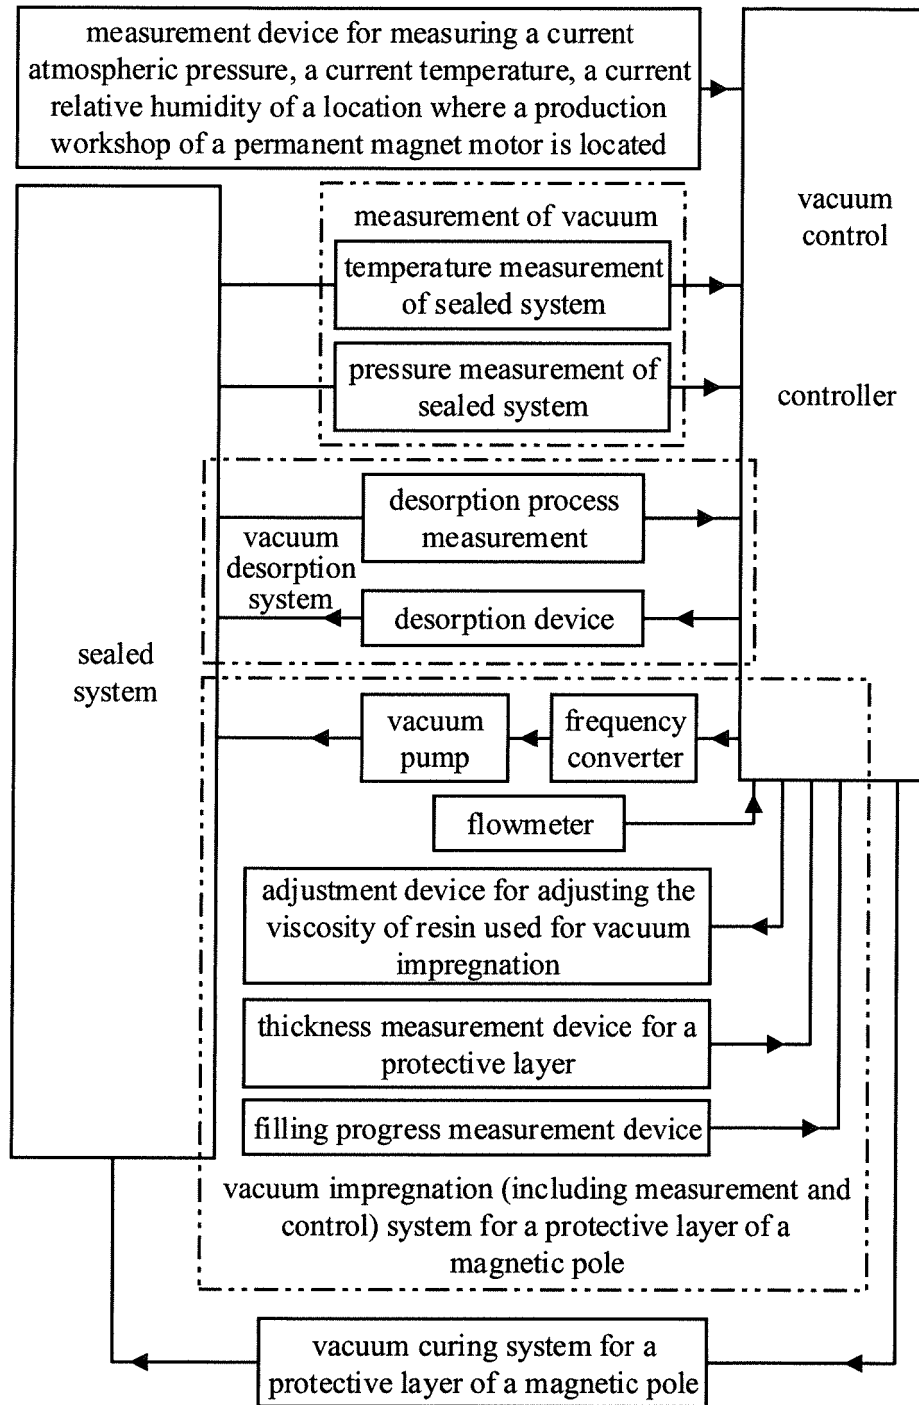 measurement device for measuring a current
atmospheric pressure, a current temperature, a current
relative humidity of a location where a production
workshop of a permanent magnet motor is located
vacuum
control
controller
measurement of vacuum
temperature measurement
of sealed system
pressure measurement of
sealed system
desorption process
measurement
vacuum
desorption
system
desorption device
sealed
system
vacuum
pump
frequency
converter
flowmeter
adjustment device for adjusting the
viscosity of resin used for vacuum
impregnation
thickness measurement device for a
protective layer
filling progress measurement device
vacuum impregnation (including measurement and
control) system for a protective layer of a
magnetic pole
vacuum curing system for a
protective layer of a magnetic pole